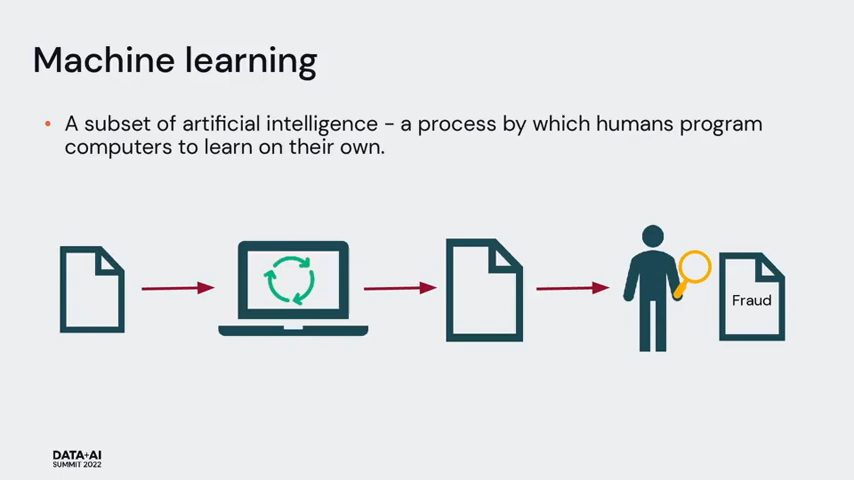 Machine learning
• A subset of artificial intelligence - a process by which humans program
computers to learn on their own.
Fraud
DATA+AI
SUMMIT 2022